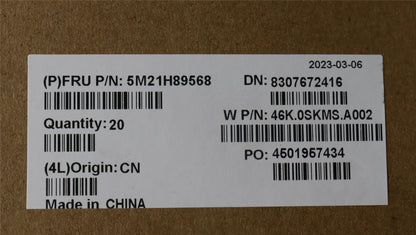 2023-03-06
(P)FRU P/N: 5M21H89568
DN: 8307672416
W P/N: 46K.0SKMS.A002
Quantity: 20
PO: 4501957434
(4L)Origin: CN
Made in CHINA